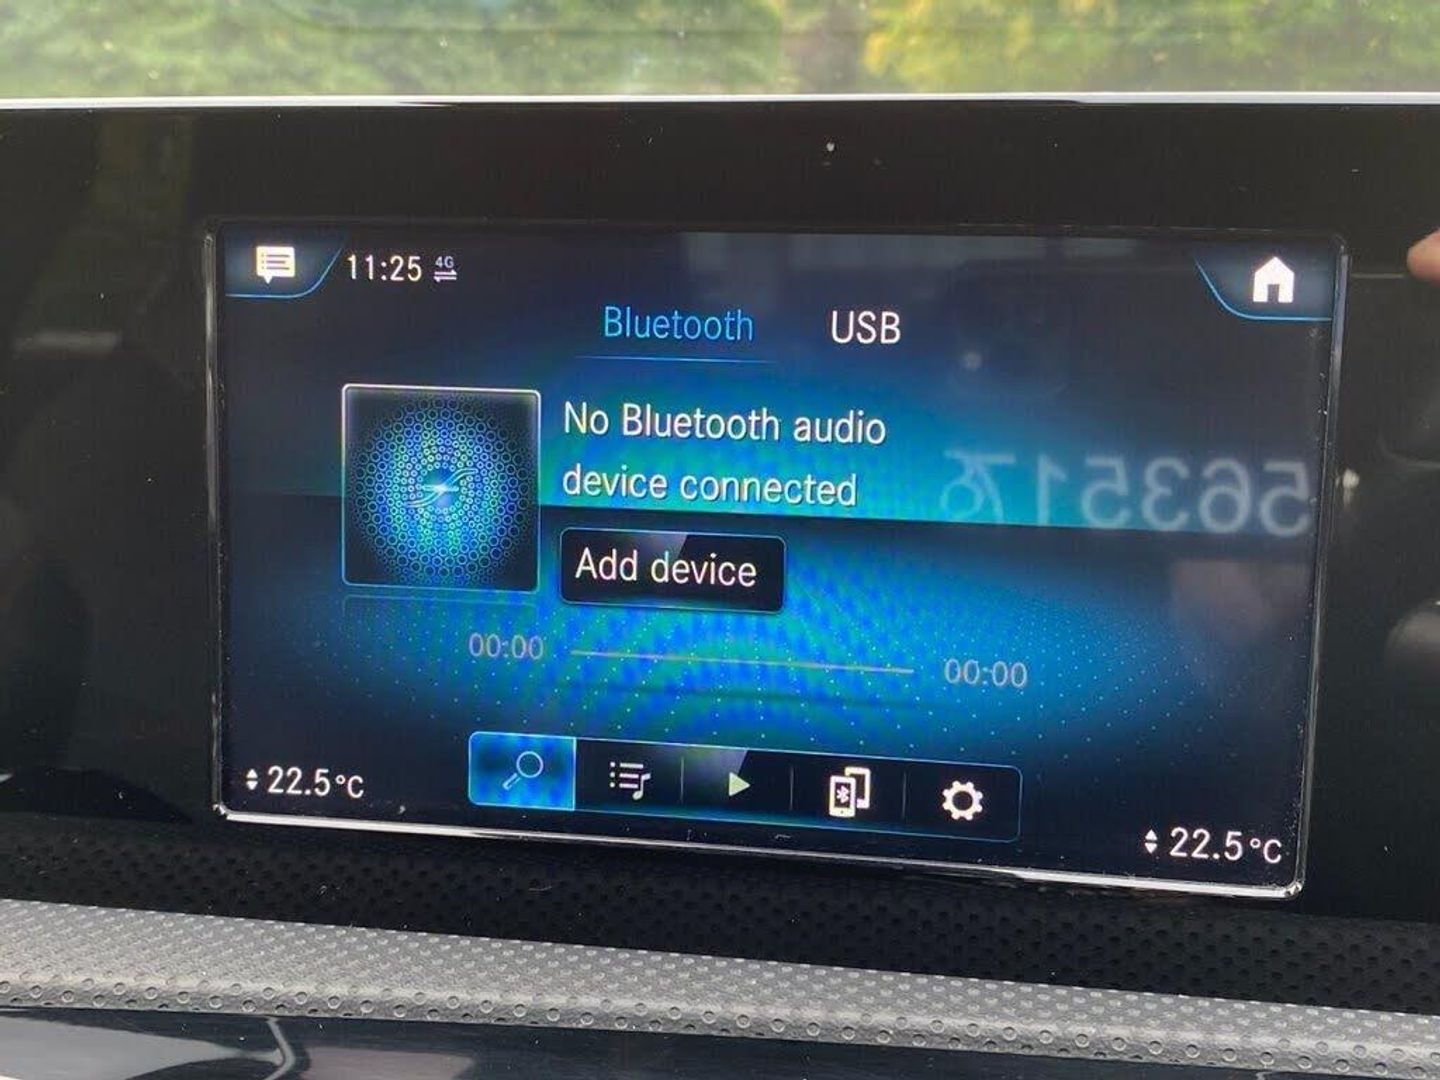 11:25 4G
Bluetooth USB
No Bluetooth audio
device connected
Add device
00:00 00:00
22.5°C
22.5°C